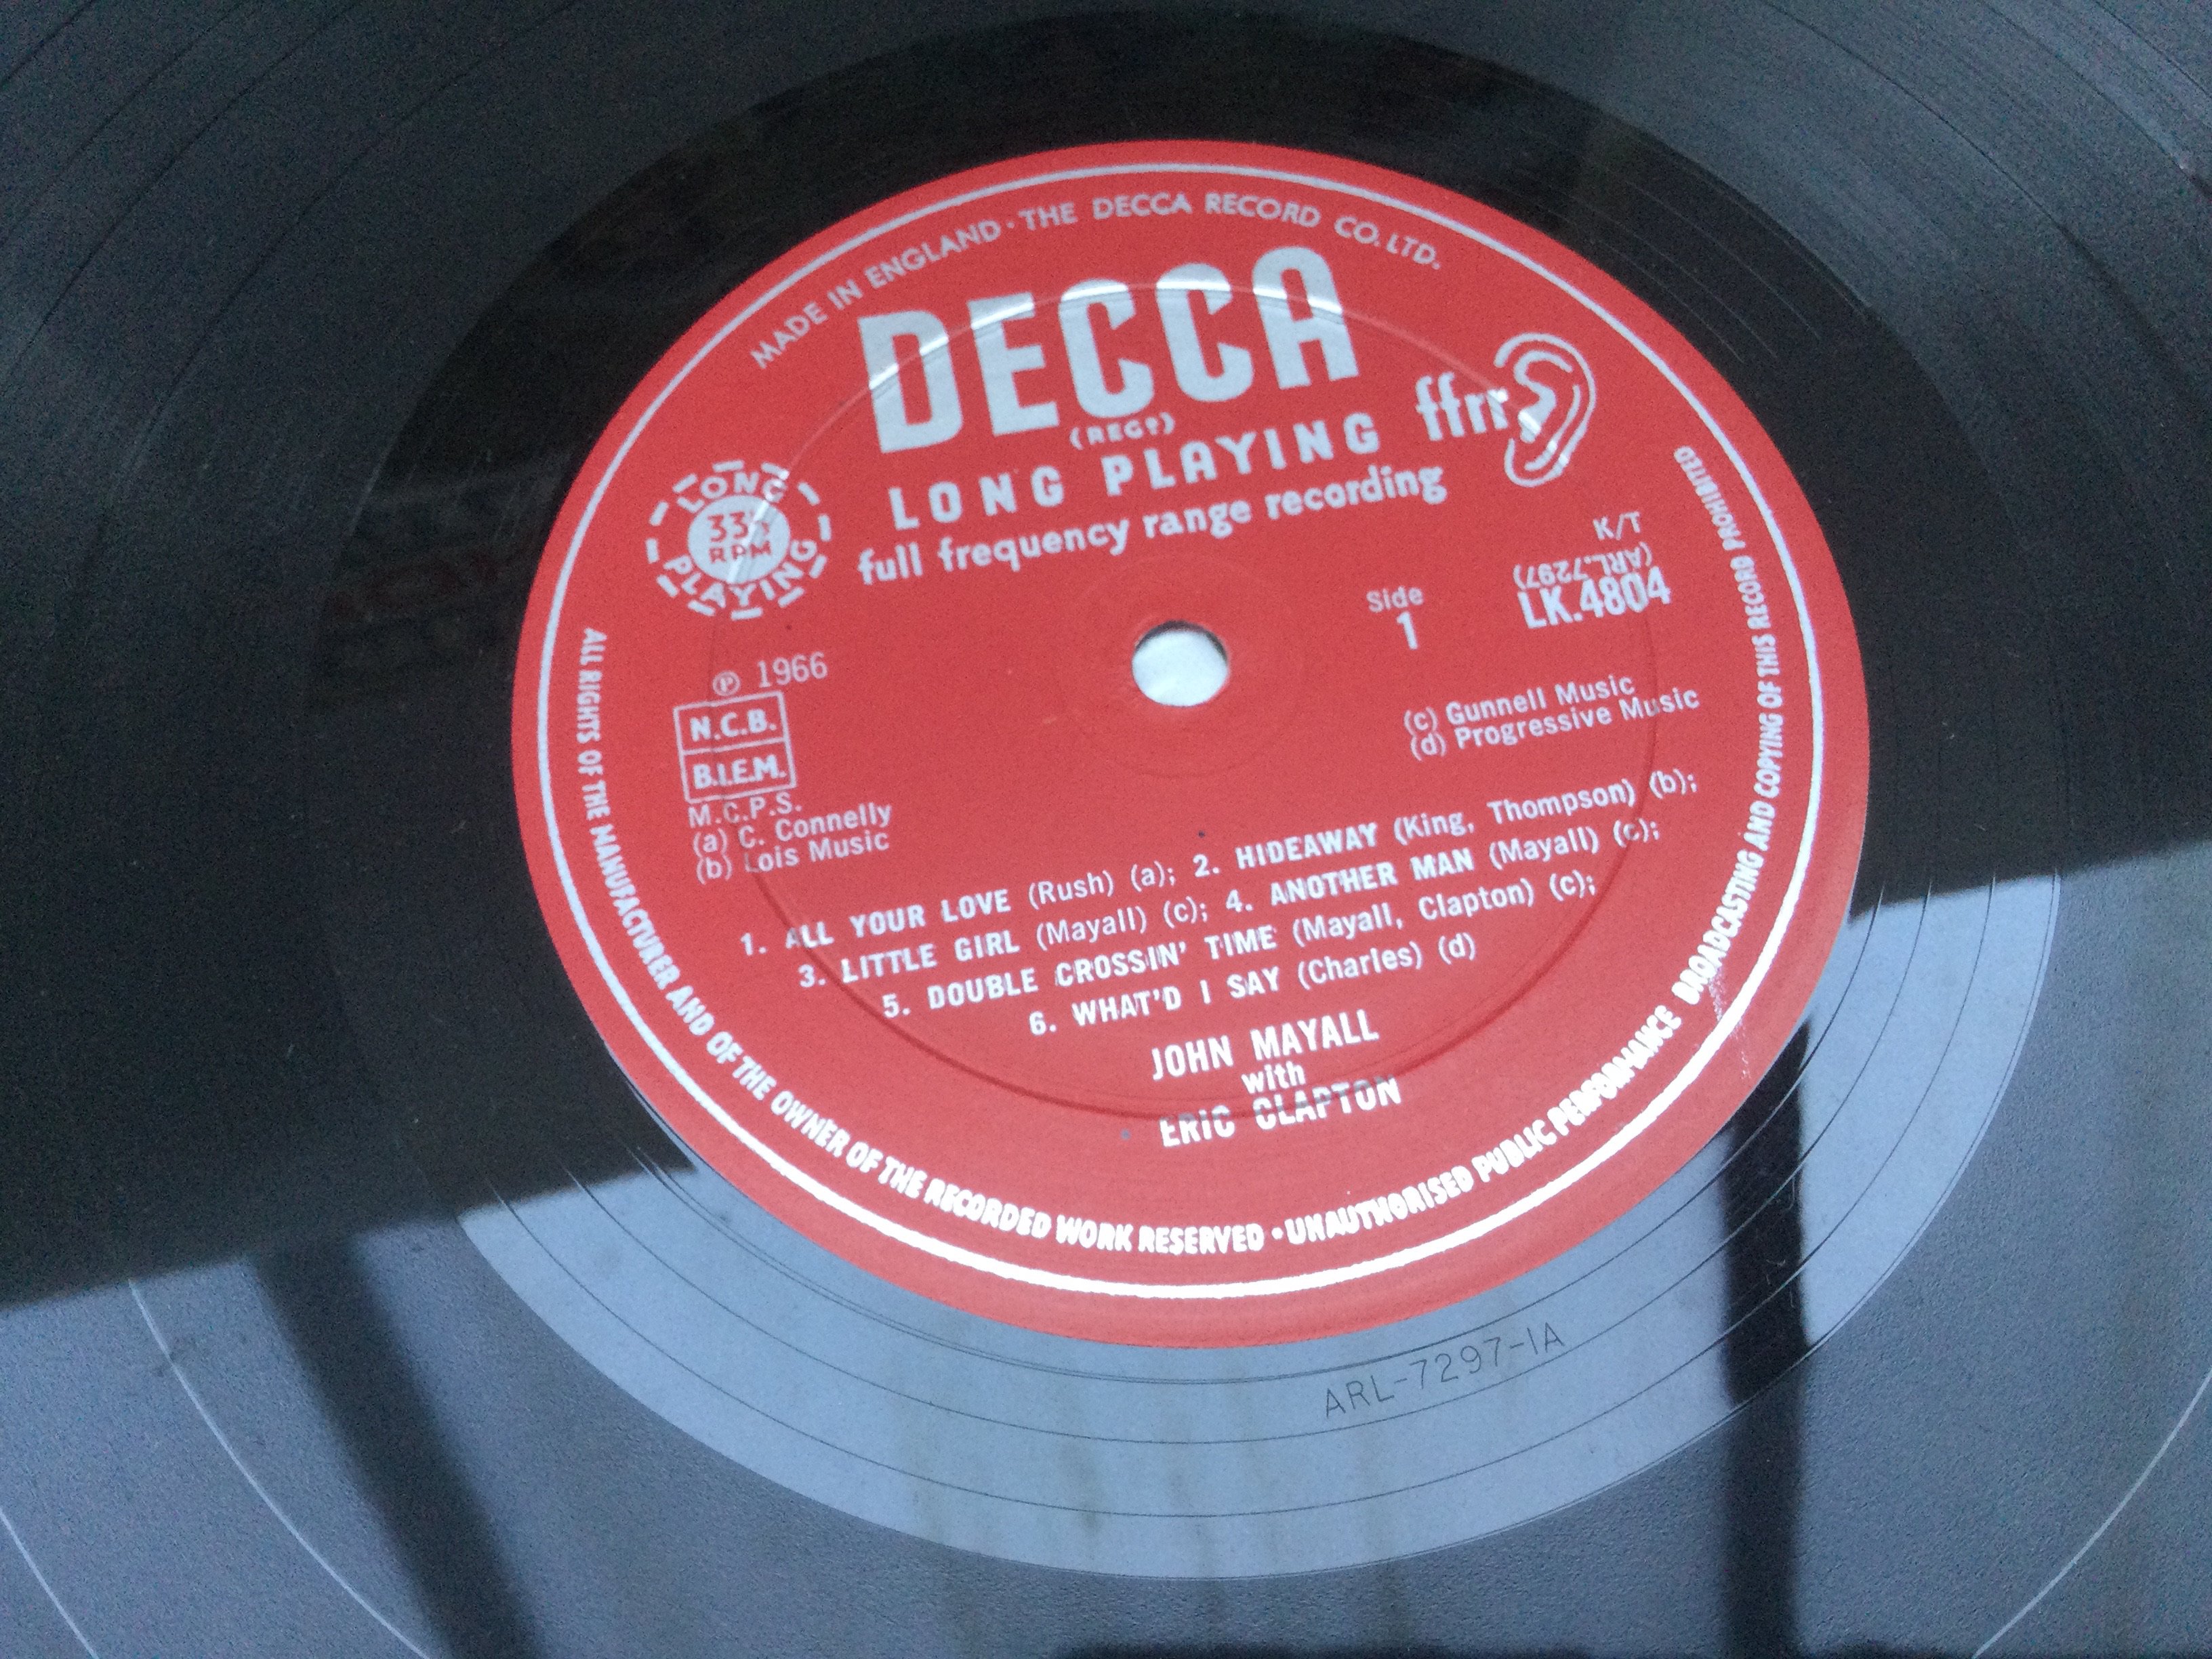 MADE IN ENGLAND · THE DECCA RECORD CO. LTD.
DECCA
(REGD)
LONG PLAYING ffrr
full frequency range recording
LONG
33⅓
RPM
PLAYING
K/T
(ARL.7297)
LK.4804
Side
1
Ⓟ 1966
N.C.B.
B.I.E.M.
M.C.P.S.
(a) C. Connelly
(b) Lois Music
(c) Gunnell Music
(d) Progressive Music
1. ALL YOUR LOVE (Rush) (a); 2. HIDEAWAY (King, Thompson) (b);
3. LITTLE GIRL (Mayall) (c); 4. ANOTHER MAN (Mayall) (c);
5. DOUBLE CROSSIN' TIME (Mayall, Clapton) (c);
6. WHAT'D I SAY (Charles) (d)
JOHN MAYALL
with
ERIC CLAPTON
ALL RIGHTS OF THE MANUFACTURER AND OF THE OWNER OF THE RECORDED WORK RESERVED · UNAUTHORISED PUBLIC PERFORMANCE BROADCASTING AND COPYING OF THIS RECORD PROHIBITED
ARL-7297-1A